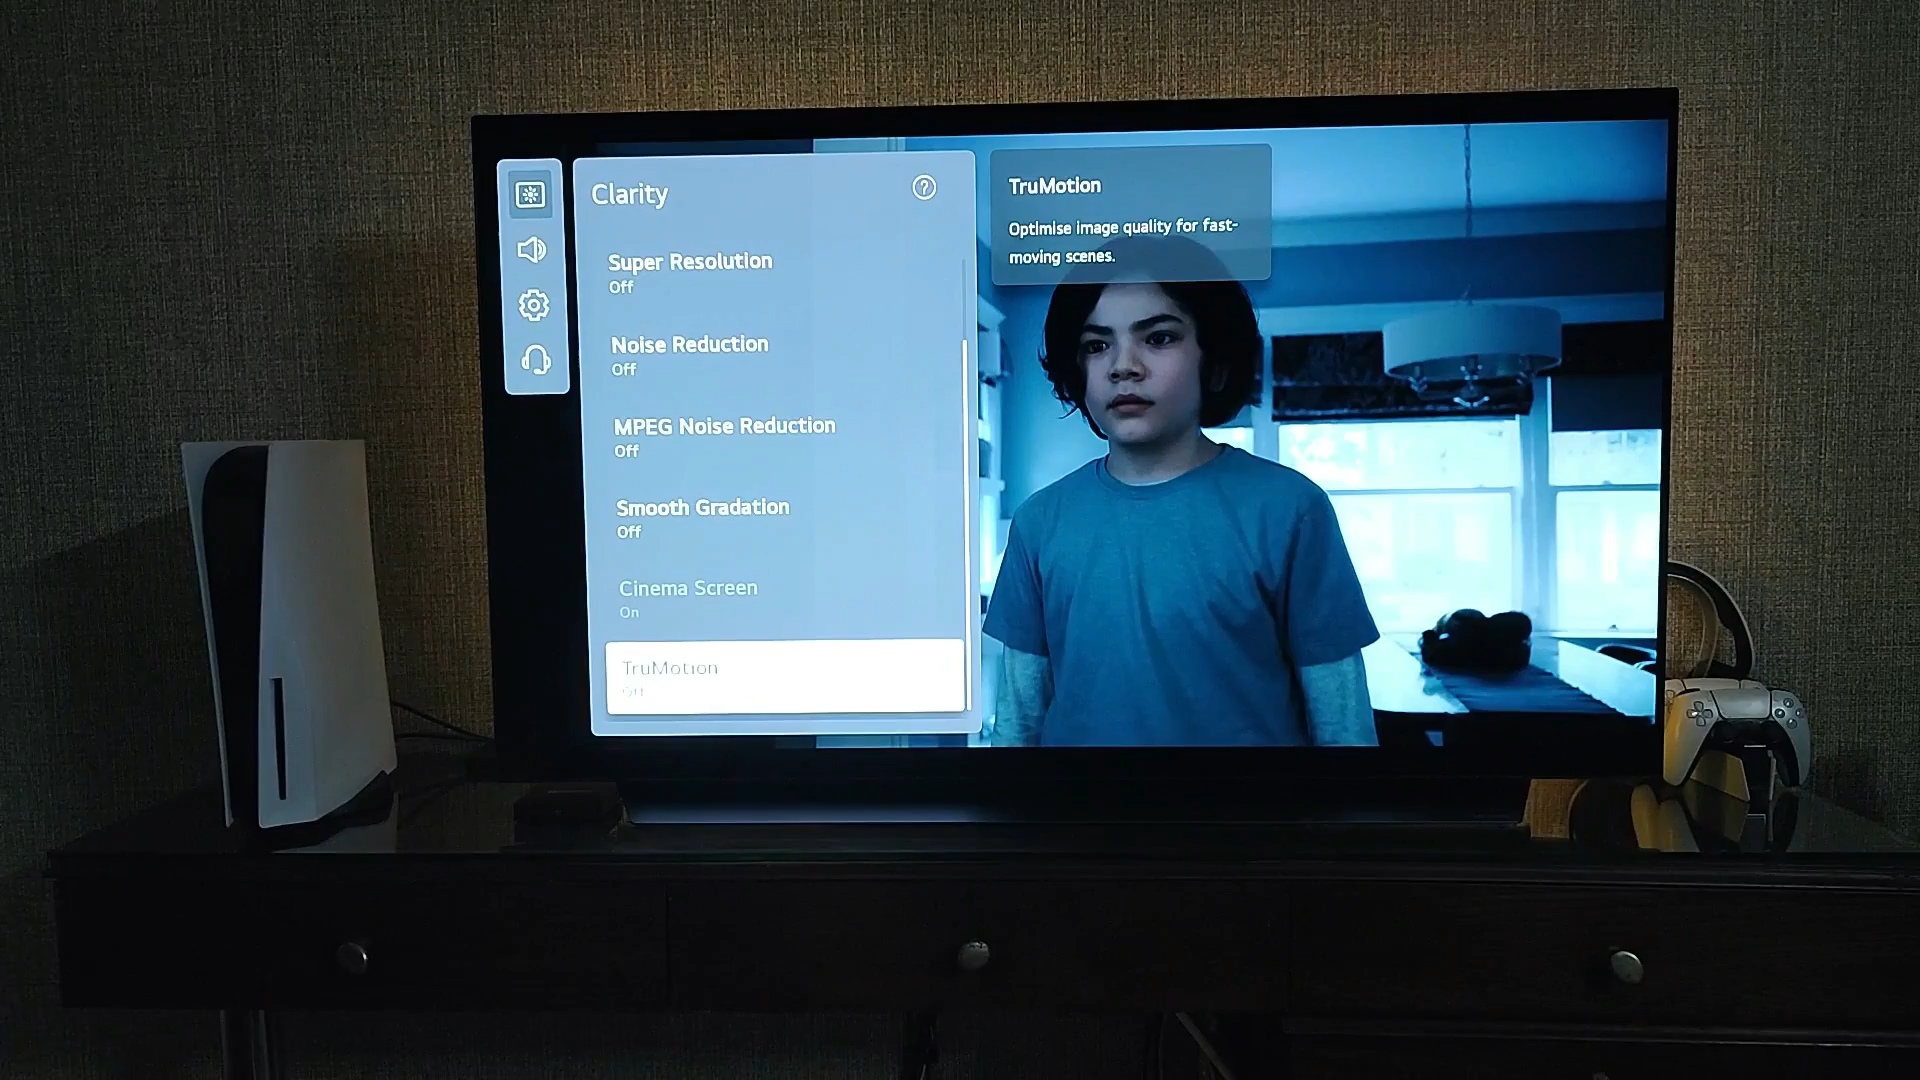 Clarity
?
Super Resolution
Off
Noise Reduction
Off
MPEG Noise Reduction
Off
Smooth Gradation
Off
Cinema Screen
On
TruMotion
Off
TruMotion
Optimise image quality for fast-
moving scenes.